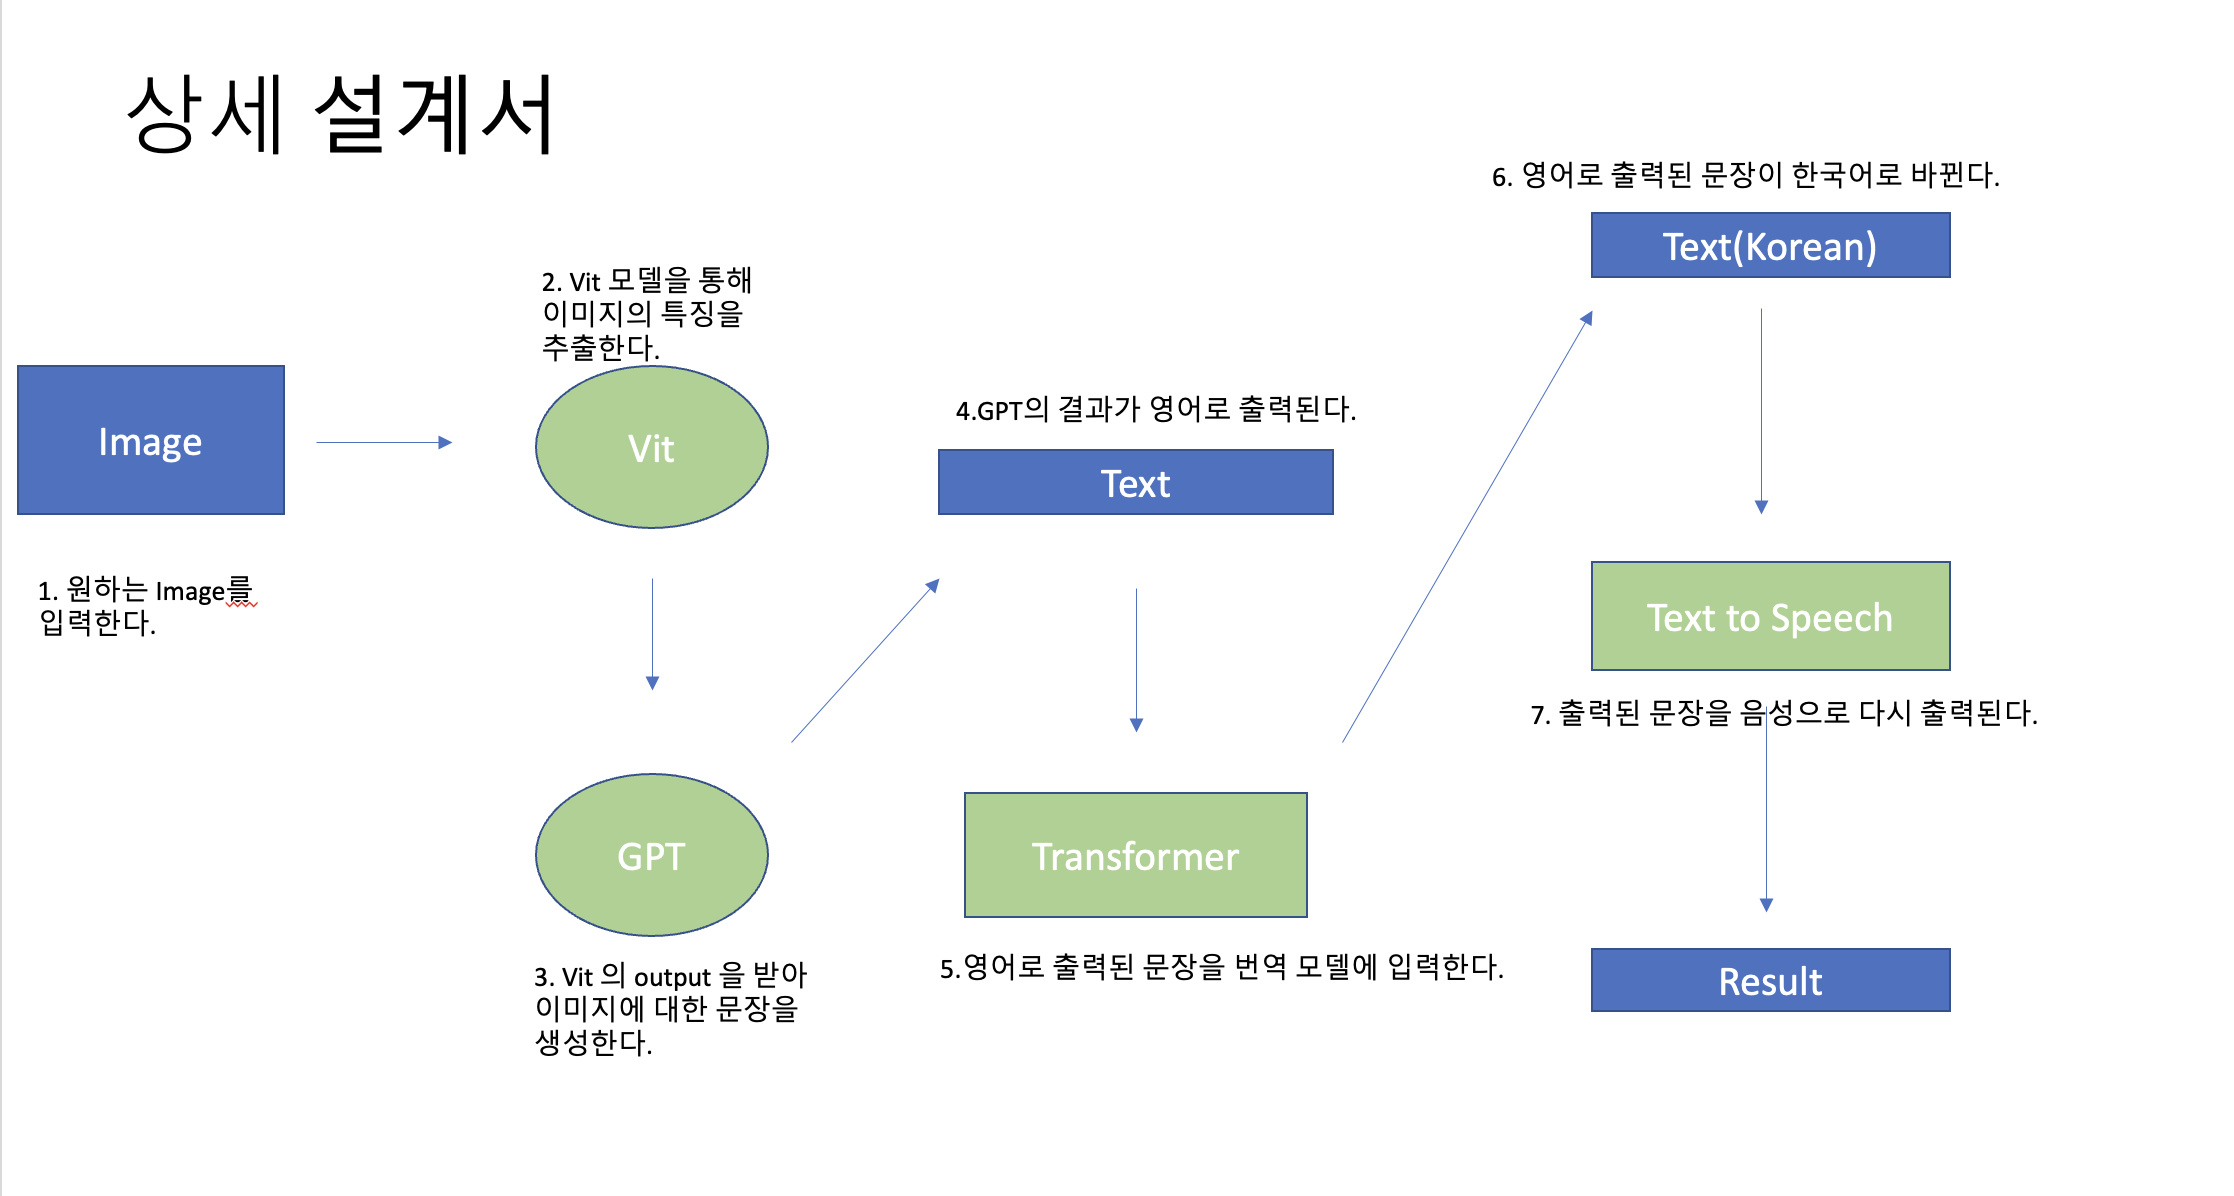 상세 설계서
Image
1. 원하는 Image를
입력한다.
2. Vit 모델을 통해
이미지의 특징을
추출한다.
Vit
GPT
3. Vit 의 output 을 받아
이미지에 대한 문장을
생성한다.
4.GPT의 결과가 영어로 출력된다.
Text
Transformer
5.영어로 출력된 문장을 번역 모델에 입력한다.
6. 영어로 출력된 문장이 한국어로 바뀐다.
Text(Korean)
Text to Speech
7. 출력된 문장을 음성으로 다시 출력된다.
Result